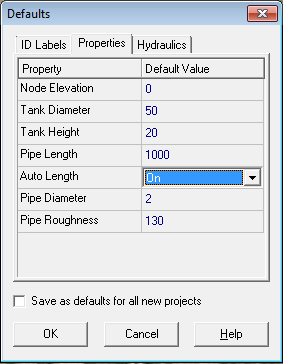 Defaults
ID Labels Properties Hydraulics
Property Default Value
Node Elevation 0
Tank Diameter 50
Tank Height 20
Pipe Length 1000
Auto Length On
Pipe Diameter 2
Pipe Roughness 130
Save as defaults for all new projects
OK Cancel Help